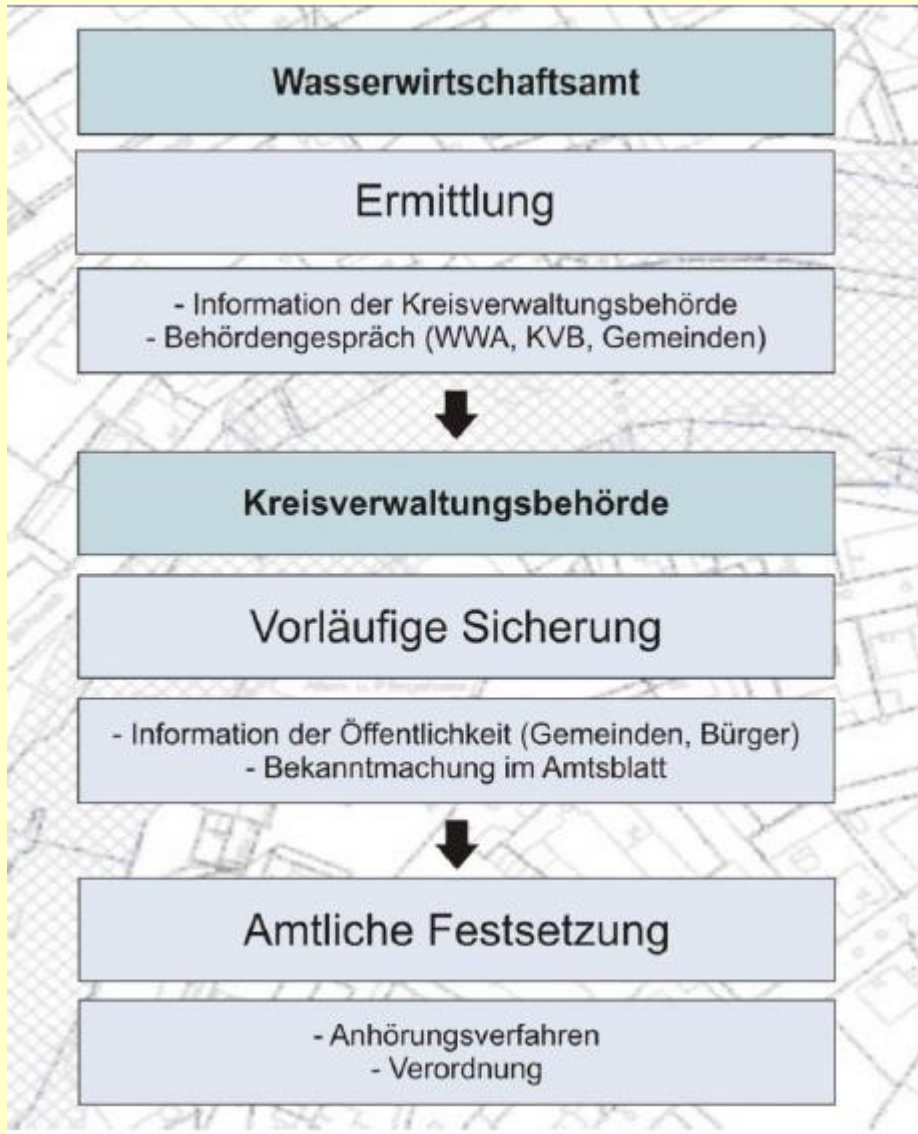 Wasserwirtschaftsamt
Ermittlung
- Information der Kreisverwaltungsbehörde
- Behördengespräch (WWA, KVB, Gemeinden)
Kreisverwaltungsbehörde
Vorläufige Sicherung
- Information der Öffentlichkeit (Gemeinden, Bürger)
- Bekanntmachung im Amtsblatt
Amtliche Festsetzung
- Anhörungsverfahren
- Verordnung